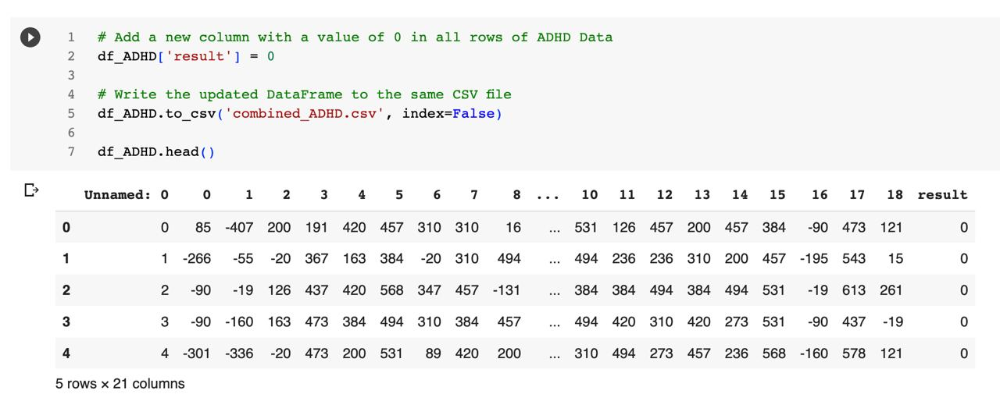 1 # Add a new column with a value of 0 in all rows of ADHD Data
2 df_ADHD['result'] = 0
3
4 # Write the updated DataFrame to the same CSV file
5 df_ADHD.to_csv('combined_ADHD.csv', index=False)
6
7 df_ADHD.head()
Unnamed: 0 0 1 2 3 4 5 6 7 8 ... 10 11 12 13 14 15 16 17 18 result
0 0 85 -407 200 191 420 457 310 310 16 ... 531 126 457 200 457 384 -90 473 121 0
1 1 -266 -55 -20 367 163 384 -20 310 494 ... 494 236 236 310 200 457 -195 543 15 0
2 2 -90 -19 126 437 420 568 347 457 -131 ... 384 384 494 384 494 531 -19 613 261 0
3 3 -90 -160 163 473 384 494 310 384 457 ... 494 420 310 420 273 531 -90 437 -19 0
4 4 -301 -336 -20 473 200 531 89 420 200 ... 310 494 273 457 236 568 -160 578 121 0
5 rows × 21 columns